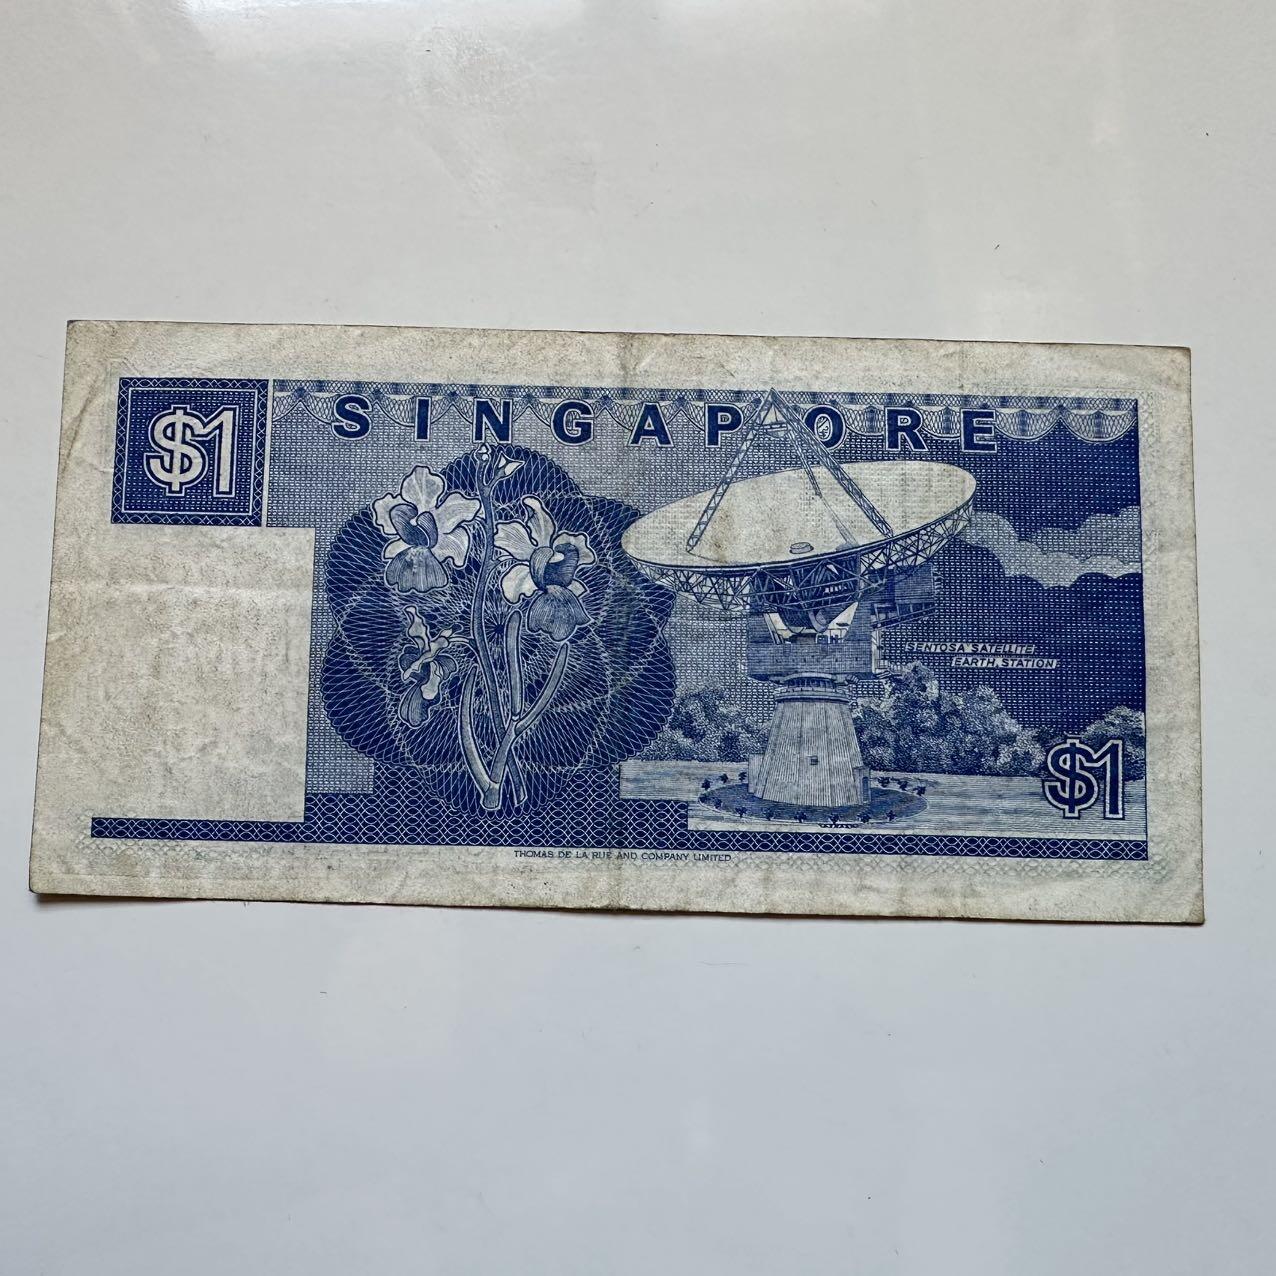 $1
SINGAPORE
SENTOSA SATELLITE
EARTH STATION
$1
THOMAS DE LA RUE AND COMPANY LIMITED